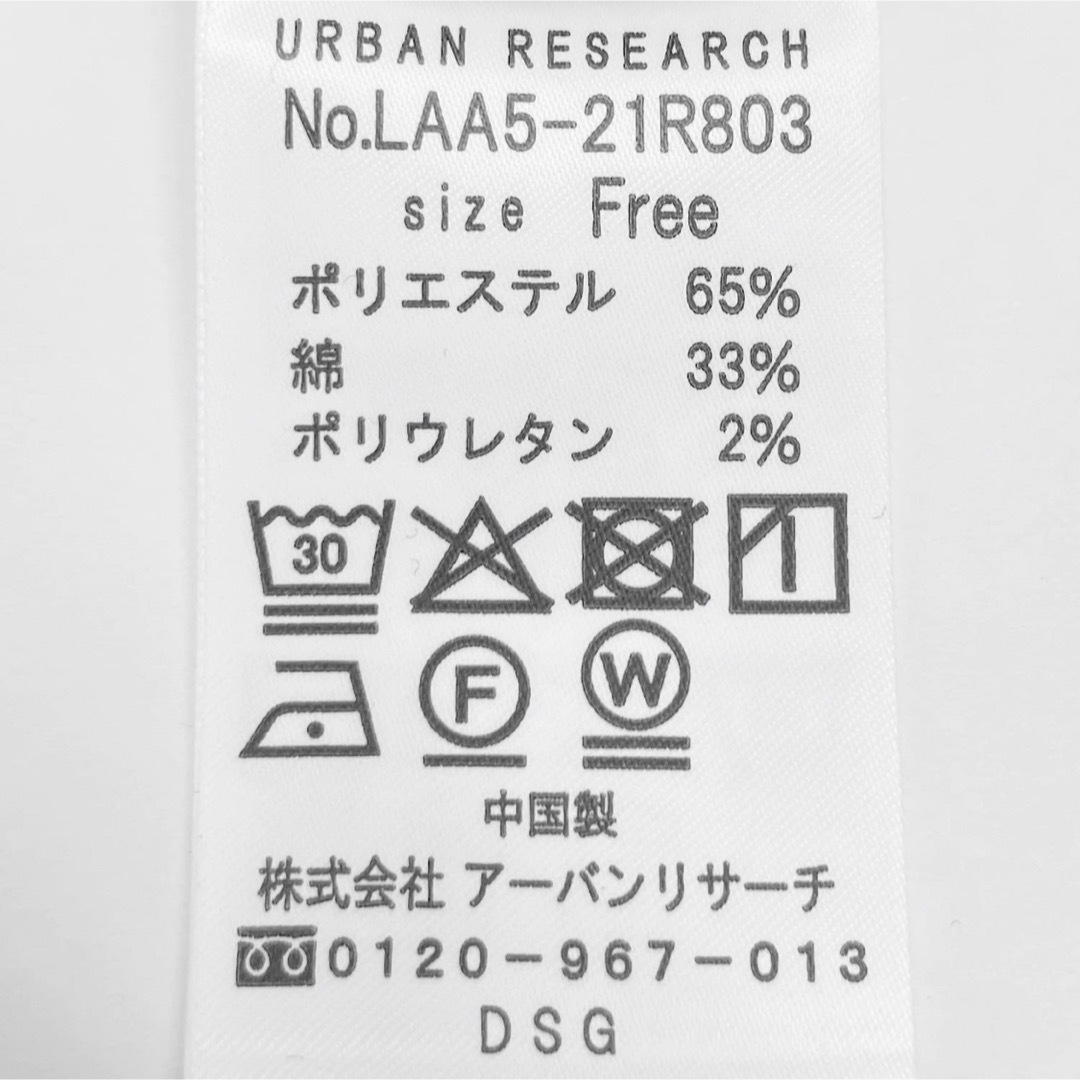 URBAN RESEARCH
No.LAA5-21R803
size Free
ポリエステル 65%
綿 33%
ポリウレタン 2%
30
F W
中国製
株式会社 アーバンリサーチ
0120-967-013
DSG